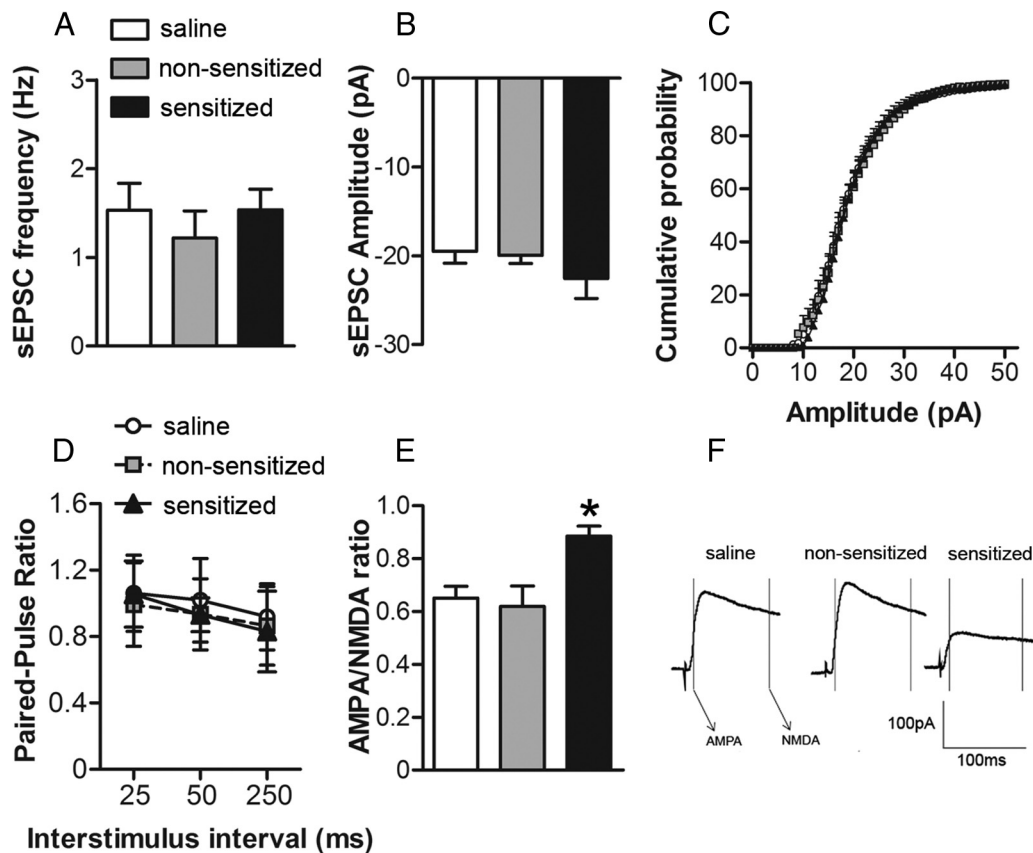 A
saline
non-sensitized
sensitized
sEPSC frequency (Hz)
3
2
1
0
B
sEPSC Amplitude (pA)
0
-10
-20
-30
C
Cumulative probability
100
80
60
40
20
0
0 10 20 30 40 50
Amplitude (pA)
D
saline
non-sensitized
sensitized
Paired-Pulse Ratio
1.6
1.2
0.8
0.4
0
25 50 250
Interstimulus interval (ms)
E
AMPA/NMDA ratio
1.0
0.8
0.6
0.4
0.2
0
*
F
saline non-sensitized sensitized
AMPA NMDA
100pA
100ms